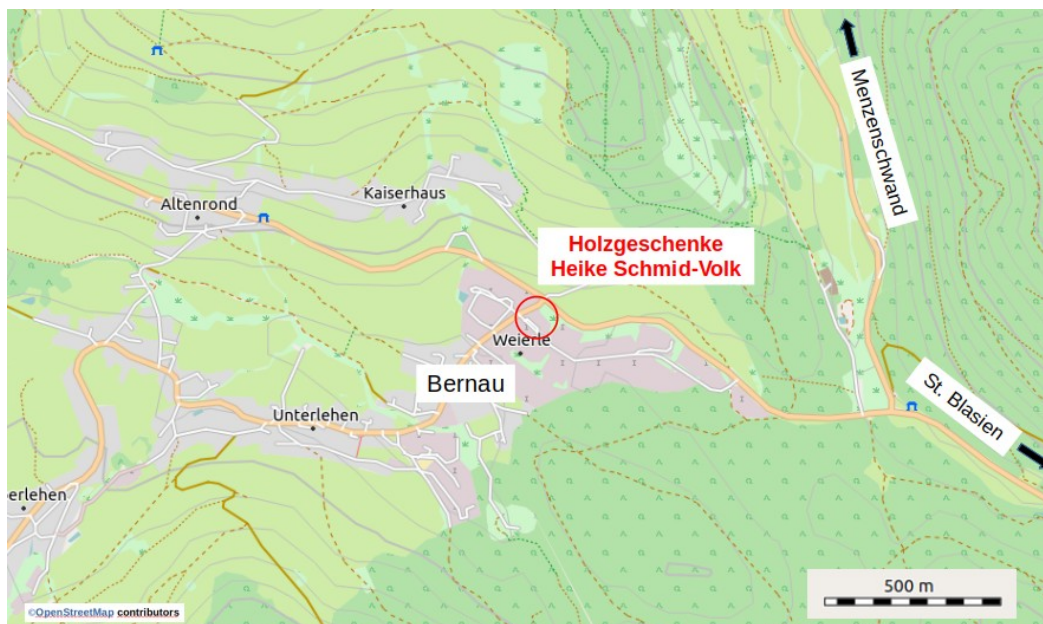 Menzenschwand
Kaiserhaus
Altenrond
Holzgeschenke
Heike Schmid-Volk
Weierle
Bernau
St. Blasien
Unterlehen
erlehen
500 m
©OpenStreetMap contributors